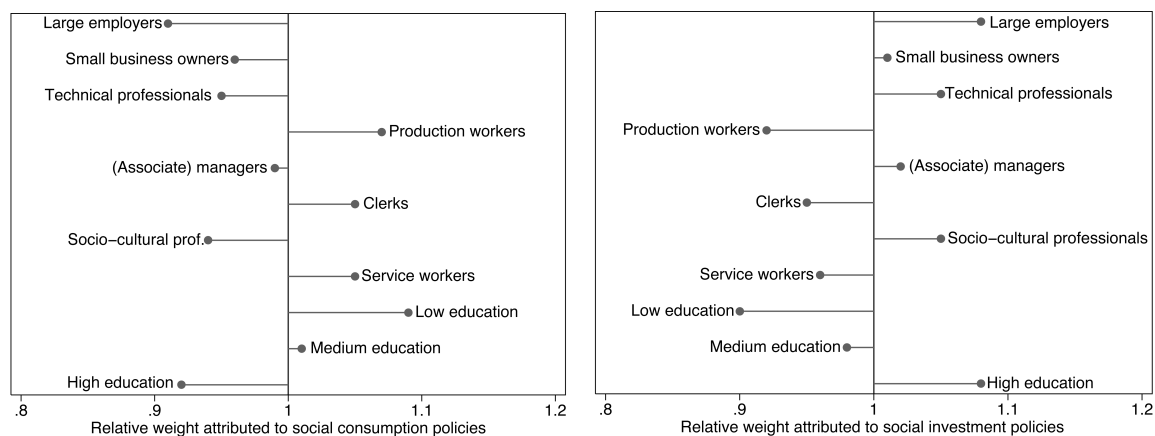 Large employers
Small business owners
Technical professionals
Production workers
(Associate) managers
Clerks
Socio−cultural prof.
Service workers
Low education
Medium education
High education
.8 .9 1 1.1 1.2
Relative weight attributed to social consumption policies
Large employers
Small business owners
Technical professionals
Production workers
(Associate) managers
Clerks
Socio−cultural professionals
Service workers
Low education
Medium education
High education
.8 .9 1 1.1 1.2
Relative weight attributed to social investment policies